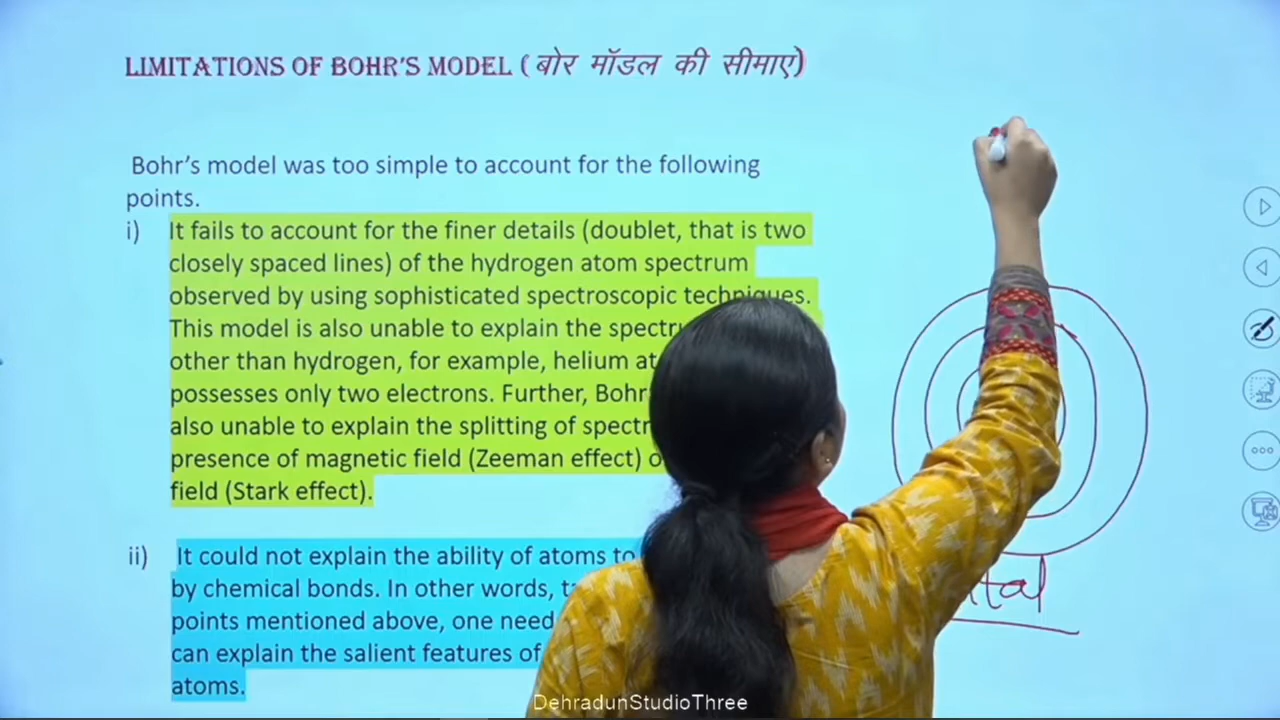 LIMITATIONS OF BOHR'S MODEL ( बोर मॉडल की सीमाए)
Bohr's model was too simple to account for the following
points.
i) It fails to account for the finer details (doublet, that is two
closely spaced lines) of the hydrogen atom spectrum
observed by using sophisticated spectroscopic techniques.
This model is also unable to explain the
other than hydrogen, for example, helium
possesses only two electrons. Further,
also unable to explain the splitting of
presence of magnetic field (Zeeman effect)
field (Stark effect).
ii) It could not explain the ability of atoms to
by chemical bonds. In other words,
points mentioned above, one need
can explain the salient features of
atoms.
DehradunStudioThree